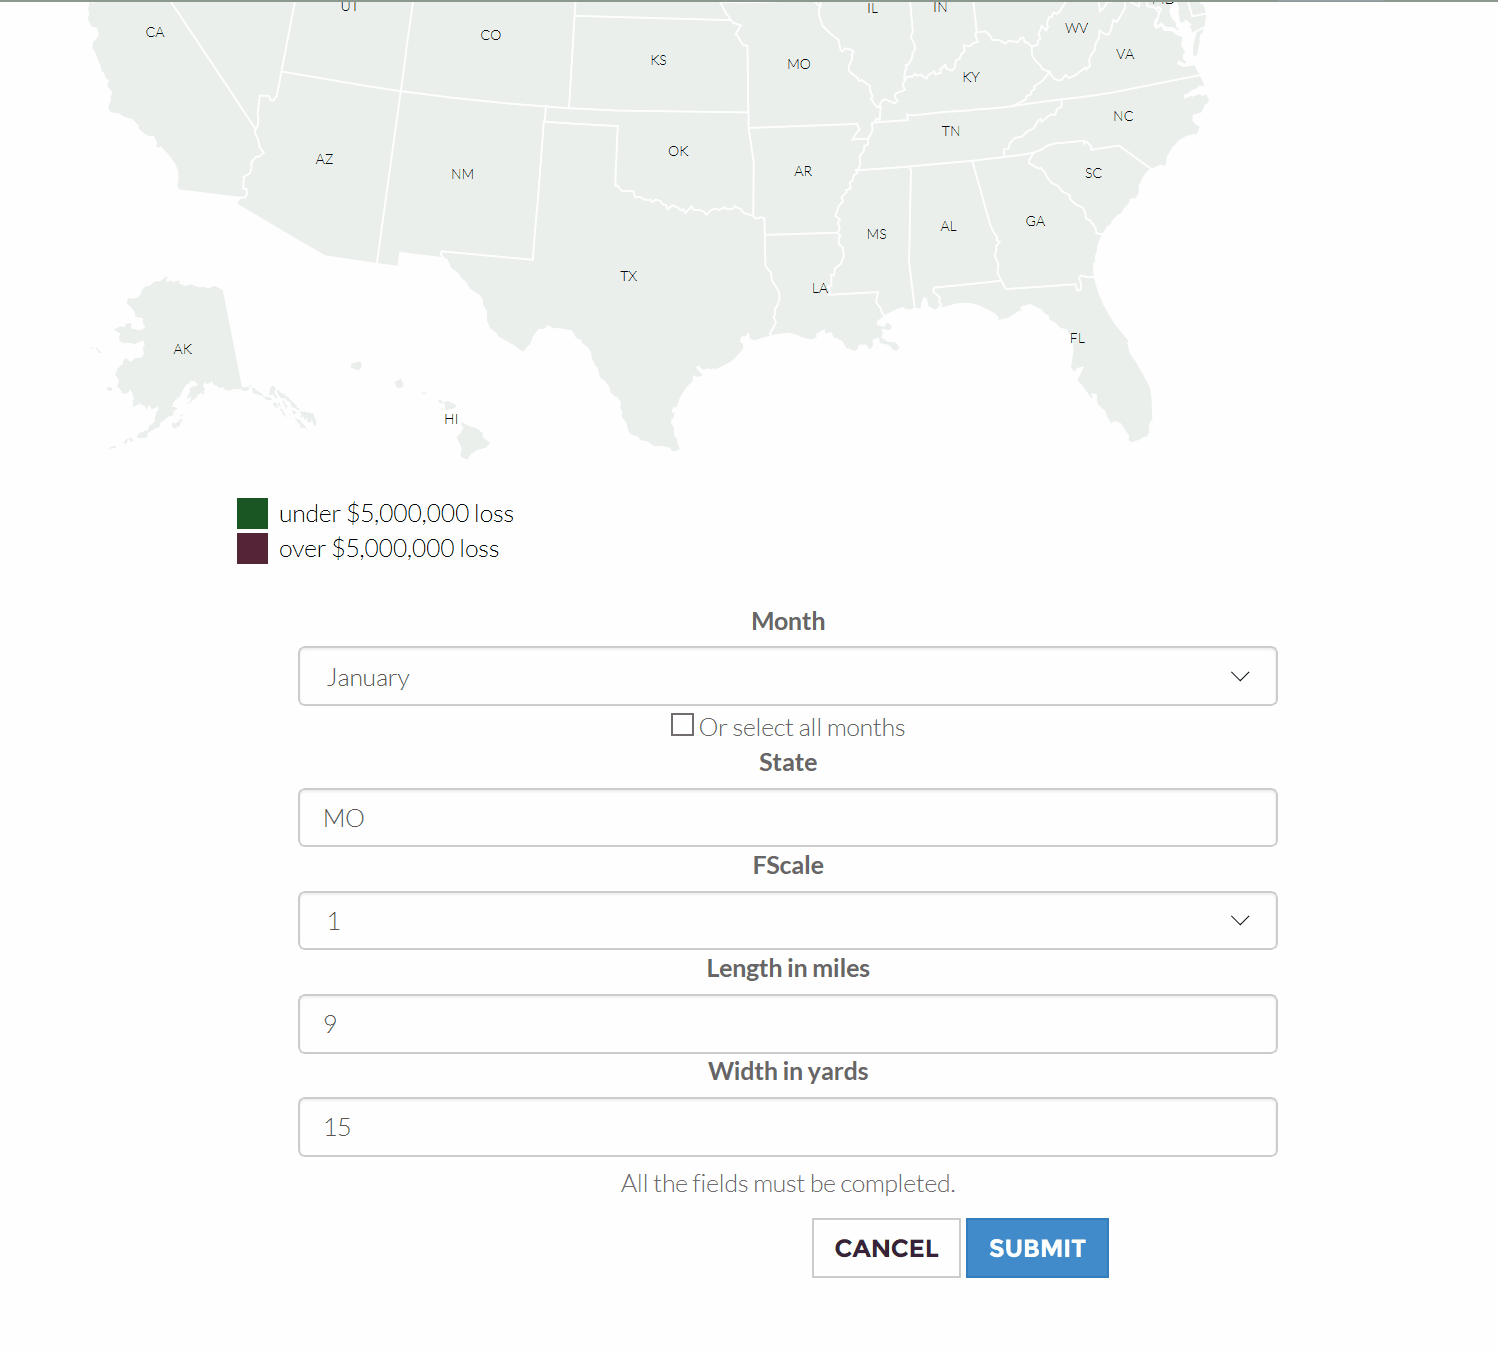 UT
IL
IN
CA
CO
WV
KS
MO
VA
KY
NC
TN
OK
AZ
AR
NM
SC
GA
AL
MS
TX
LA
FL
AK
HI
under $5,000,000 loss
over $5,000,000 loss
Month
January
Or select all months
State
MO
FScale
1
Length in miles
9
Width in yards
15
All the fields must be completed.
CANCEL SUBMIT